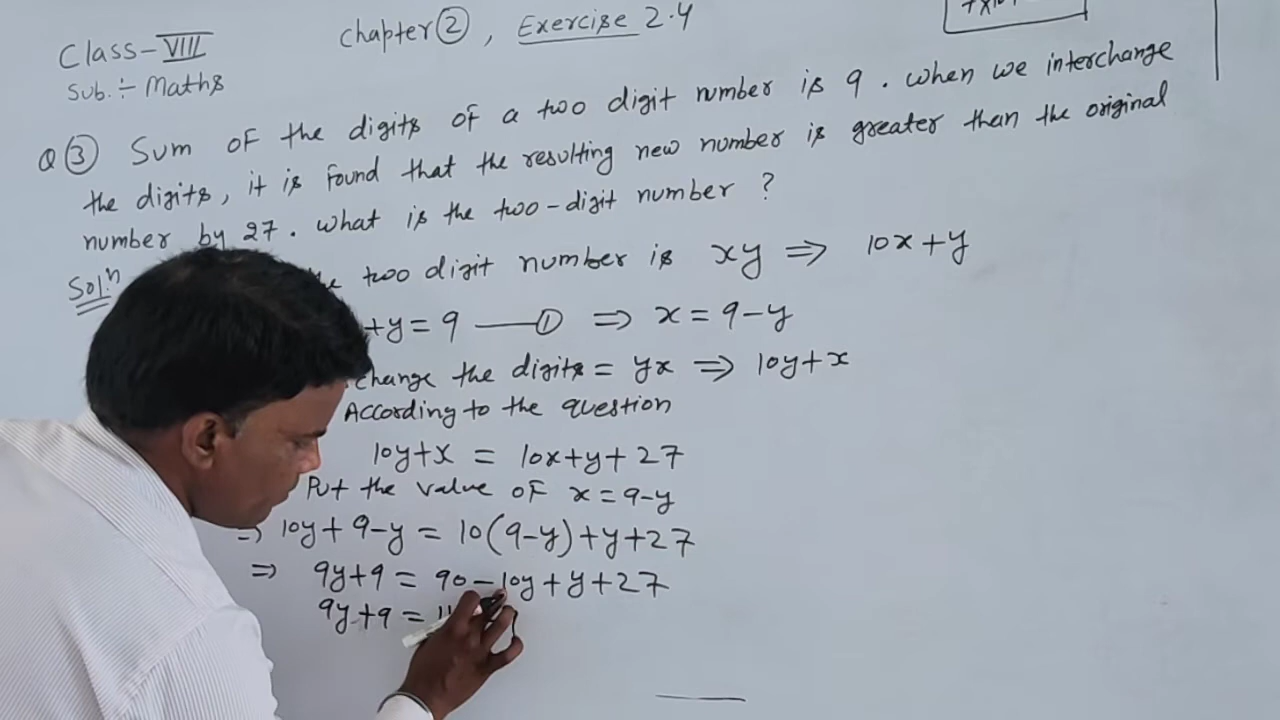 Class-VIII
Chapter ②, Exercise 2.4
Sub.÷ Maths
Q③ Sum of the digits of a two digit number is 9. When we interchange
the digits, it is found that the resulting new number is greater than the original
number by 27. What is the two-digit number?
Sol.ⁿ two digit number is xy ⇒ 10x+y
+y=9 —① ⇒ x=9-y
change the digits = yx ⇒ 10y+x
According to the question
10y+x = 10x+y+27
Put the value of x=9-y
⇒ 10y+9-y = 10(9-y)+y+27
⇒ 9y+9 = 90-10y+y+27
9y+9 =